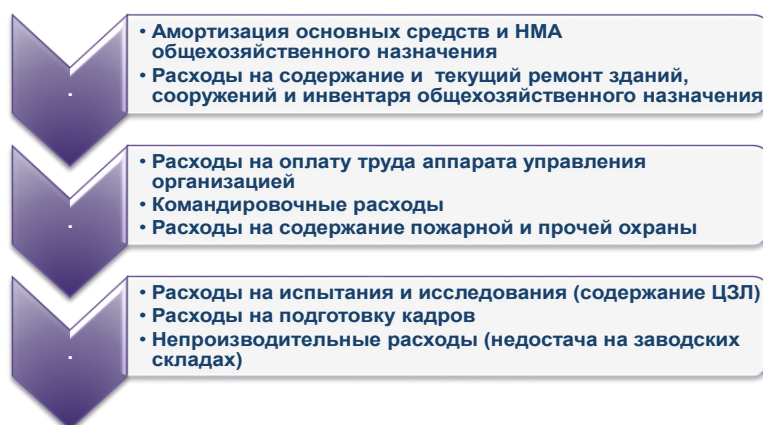 • Амортизация основных средств и НМА
общехозяйственного назначения
• Расходы на содержание и текущий ремонт зданий,
сооружений и инвентаря общехозяйственного назначения
.
• Расходы на оплату труда аппарата управления
организацией
• Командировочные расходы
• Расходы на содержание пожарной и прочей охраны
.
• Расходы на испытания и исследования (содержание ЦЗЛ)
• Расходы на подготовку кадров
• Непроизводительные расходы (недостача на заводских
складах)
.